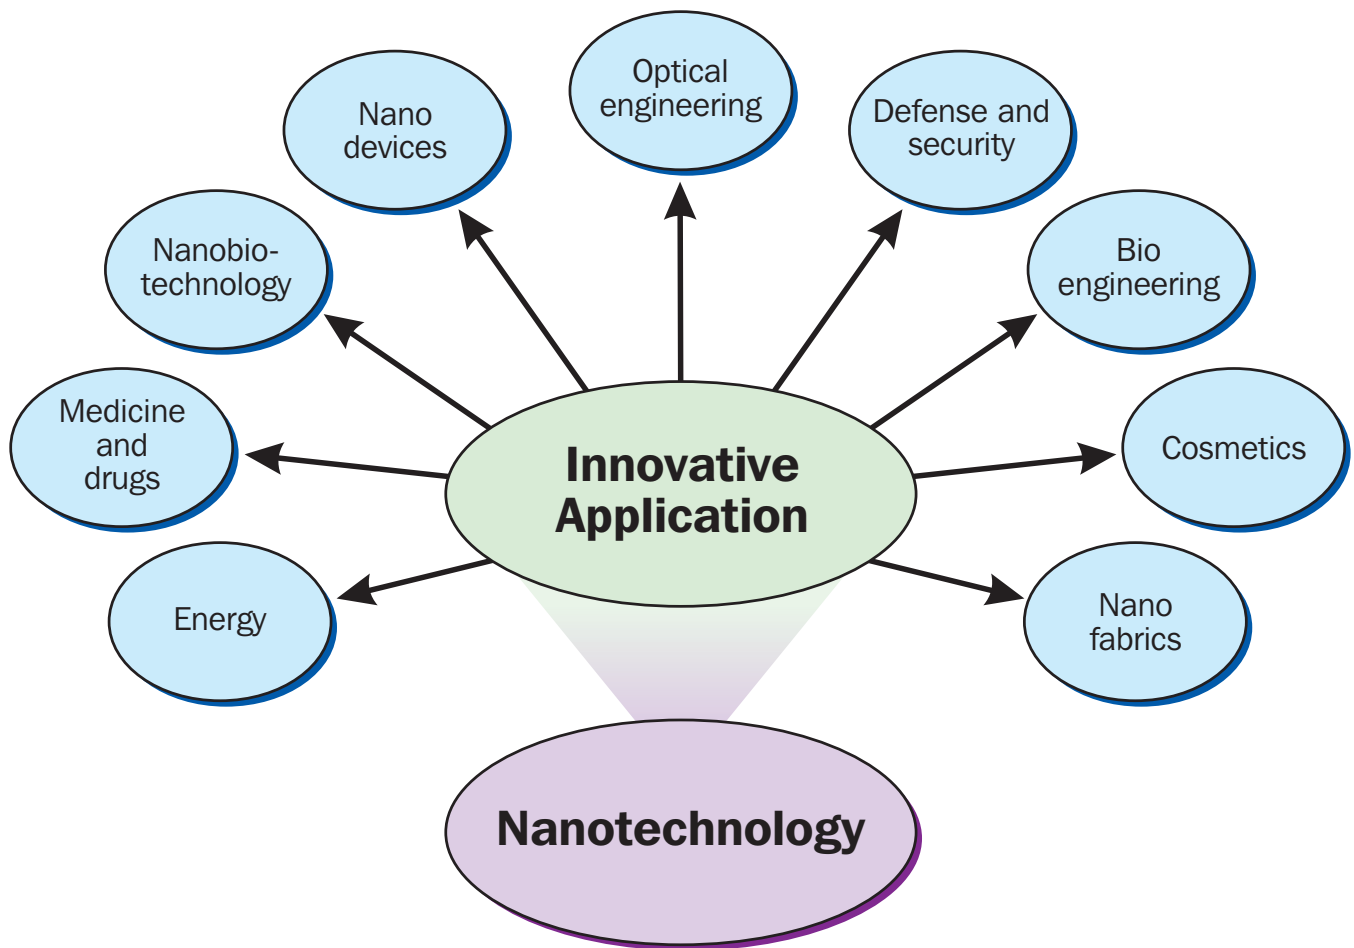 Optical
engineering
Nano
devices
Defense and
security
Nanobio-
technology
Bio
engineering
Medicine
and
drugs
Innovative
Application
Cosmetics
Energy
Nano
fabrics
Nanotechnology